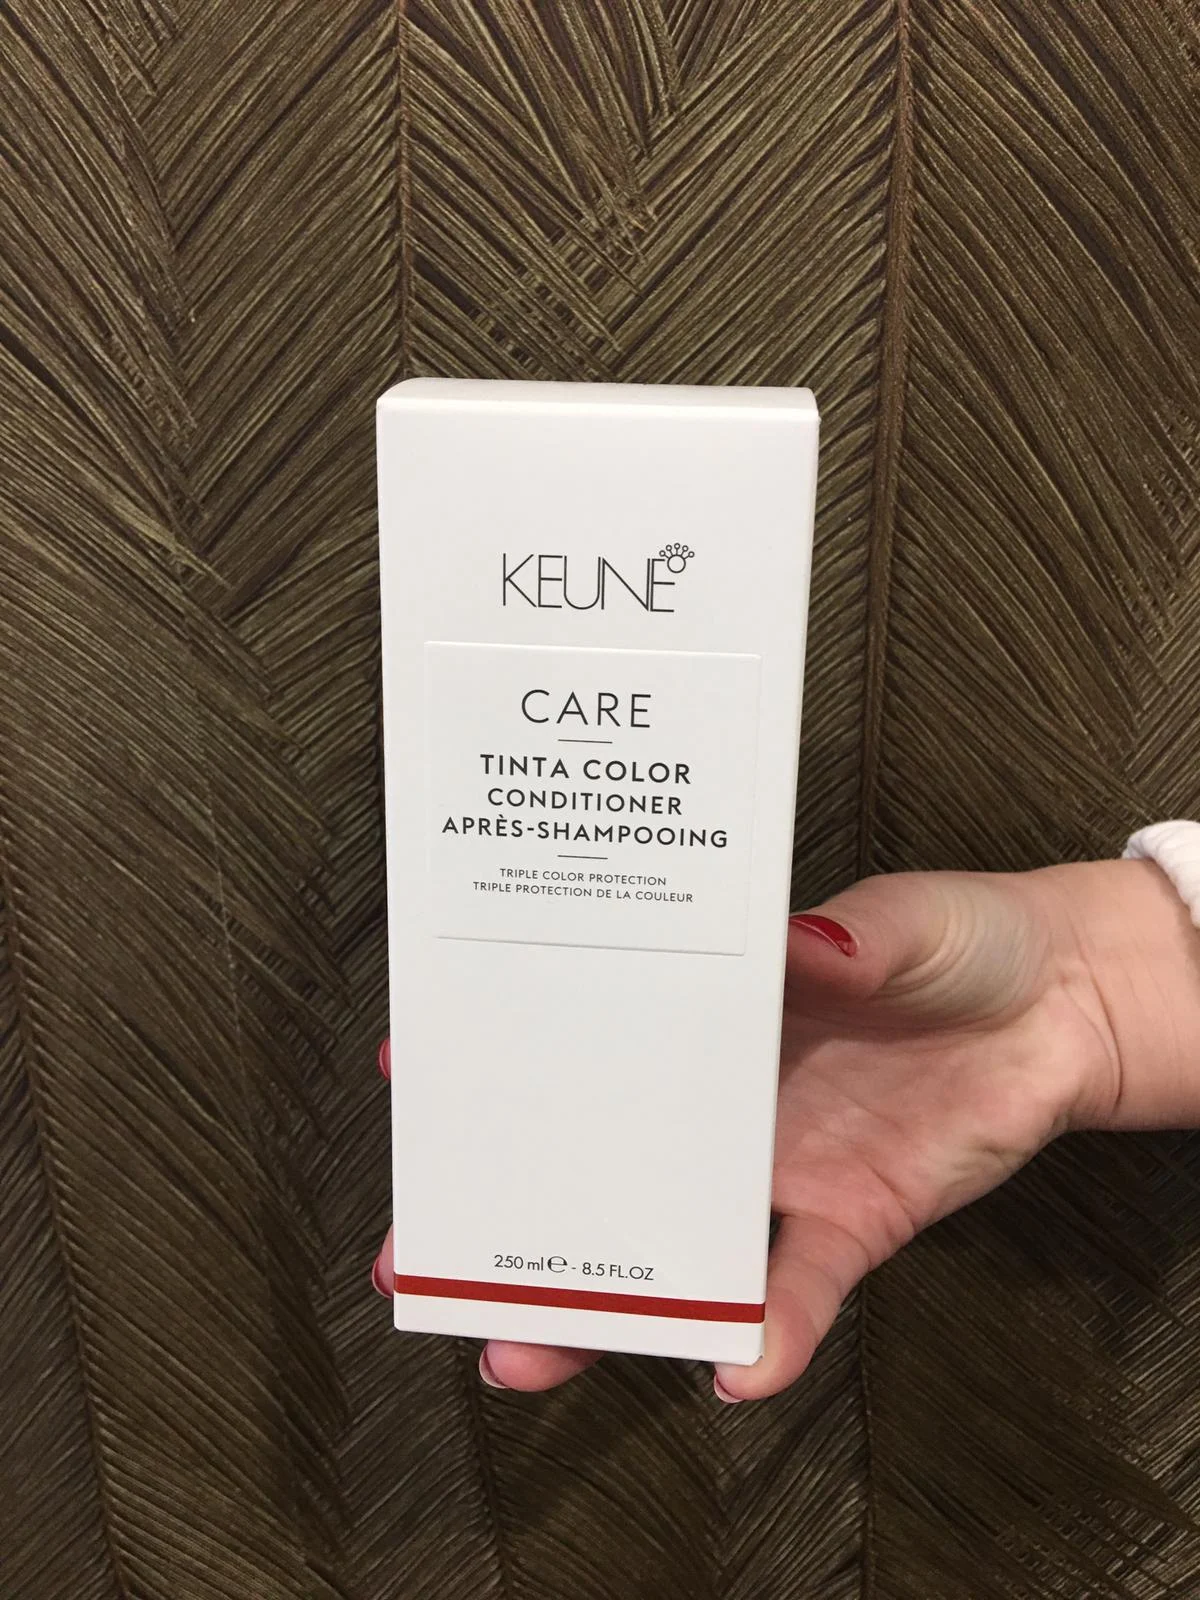 KEUNE
CARE
TINTA COLOR
CONDITIONER
APRÈS-SHAMPOOING
TRIPLE COLOR PROTECTION
TRIPLE PROTECTION DE LA COULEUR
250 ml ℮ - 8.5 FL.OZ